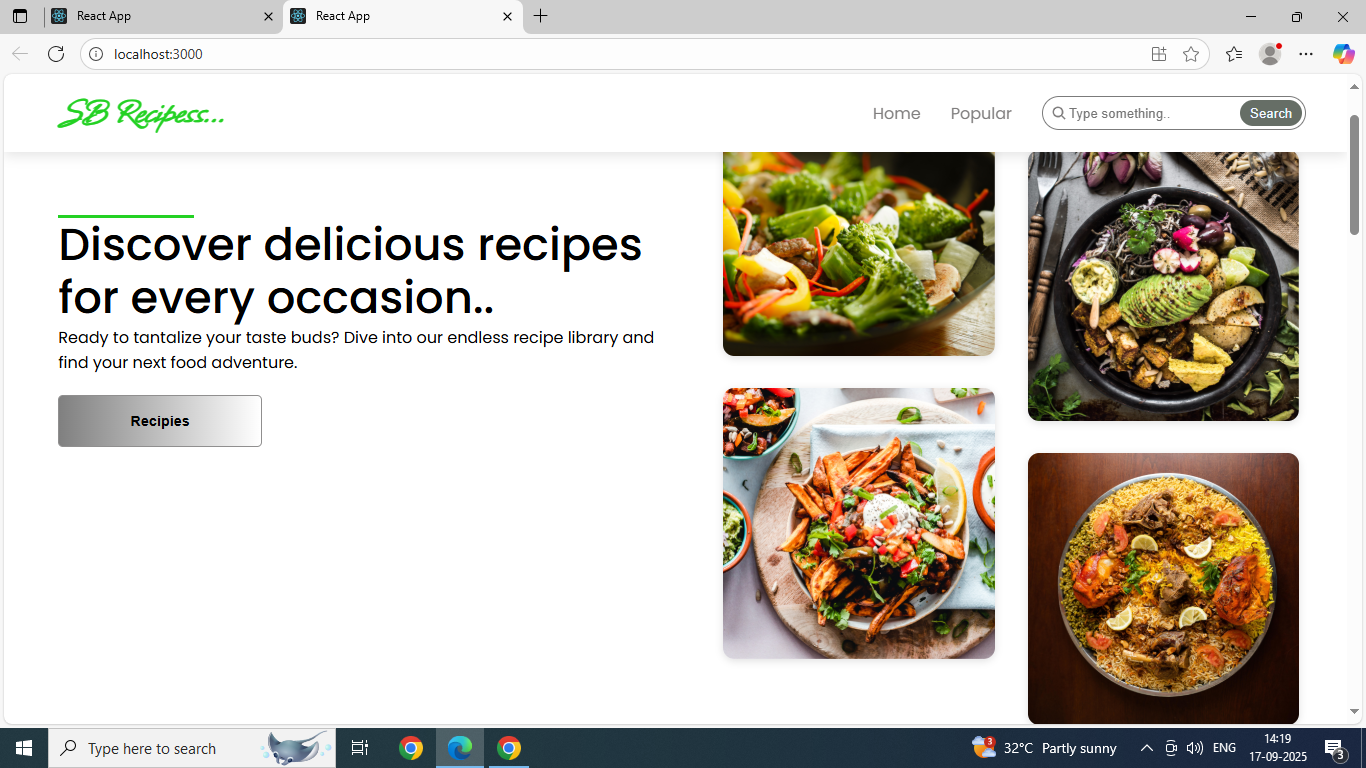 React App
React App
localhost:3000
SB Recipess...
Home
Popular
Type something..
Search
Discover delicious recipes
for every occasion..
Ready to tantalize your taste buds? Dive into our endless recipe library and
find your next food adventure.
Recipies
Type here to search
3
32°C Partly sunny
ENG
14:19
17-09-2025
3